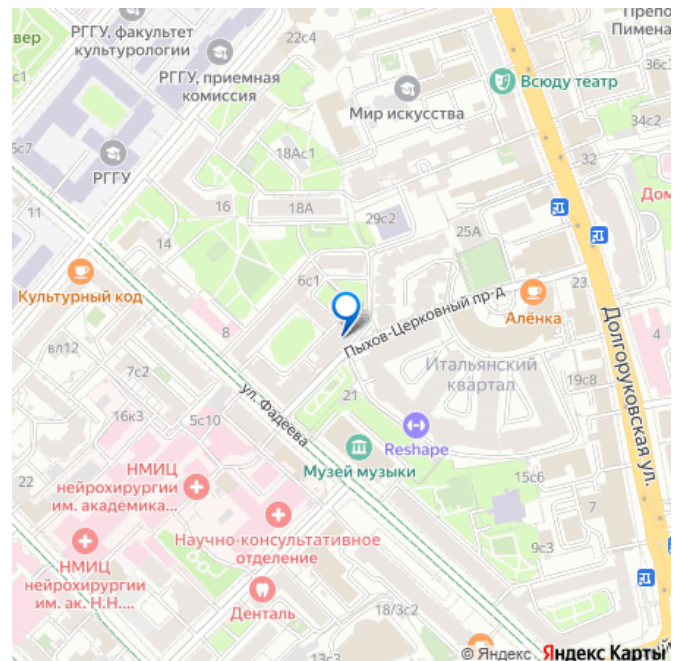 Препо
Пимена
РГГУ, факультет
культурологии
22с4
вер
с1
РГГУ, приемная
комиссия
Всюду театр
36с3
Мир искусства
34с2
5с7
РГГУ
18Ас1
32
Дом
16
18А
11
29с2
25А
14
6с1
23
Культурный код
Алёнка
Пыхов-Церковный пр-д
Долгоруковская ул.
8
4
вл12
Итальянский
квартал
7с2
19с8
21
ул. Фадеева
16к3
5с10
Reshape
Музей музыки
НМИЦ
нейрохирургии
им. академика...
22
15с6
7
Научно-консультативное
отделение
НМИЦ
нейрохирургии
им. ак. Н.Н....
9с3
Денталь
18/3с2
13с3
© Яндекс Яндекс Карты